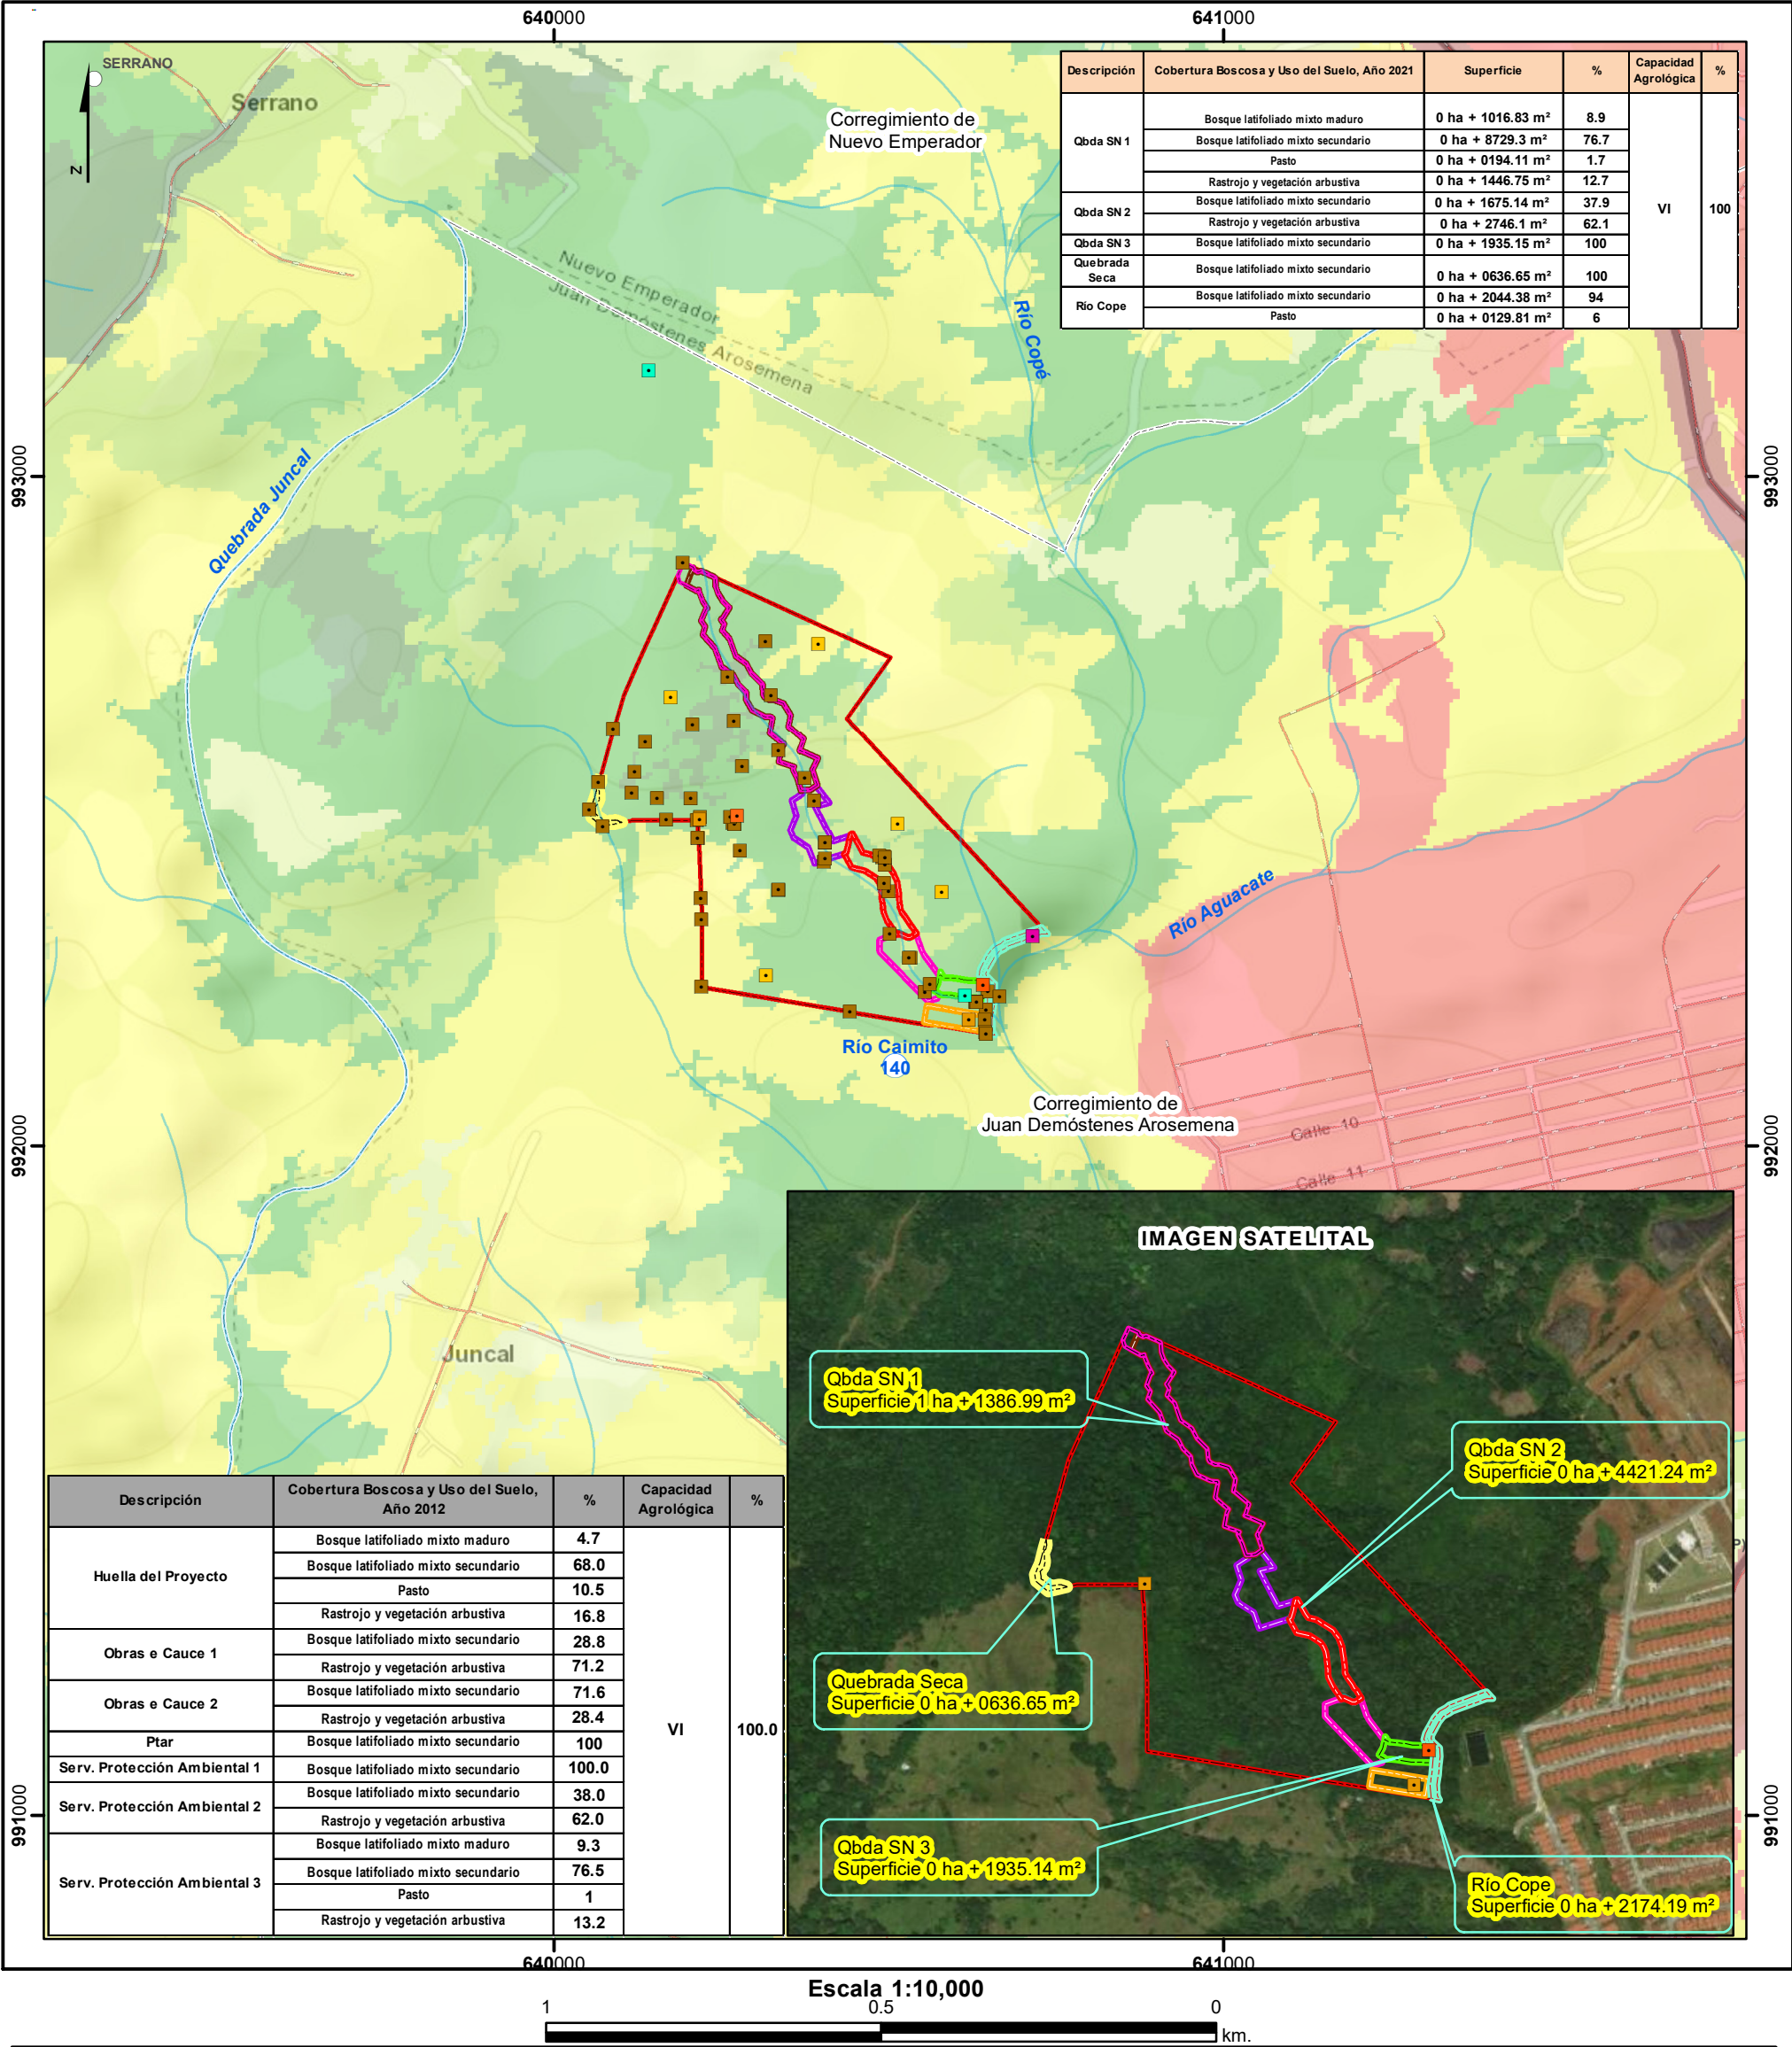 640000
641000
SERRANO
Serrano
N
Corregimiento de
Nuevo Emperador
Descripción
Cobertura Boscosa y Uso del Suelo, Año 2021
Superficie
%
Capacidad
Agrológica
%
Qbda SN 1
Bosque latifoliado mixto maduro
0 ha + 1016.83 m²
8.9
Bosque latifoliado mixto secundario
0 ha + 8729.3 m²
76.7
Pasto
0 ha + 0194.11 m²
1.7
Rastrojo y vegetación arbustiva
0 ha + 1446.75 m²
12.7
Qbda SN 2
Bosque latifoliado mixto secundario
0 ha + 1675.14 m²
37.9
Rastrojo y vegetación arbustiva
0 ha + 2746.1 m²
62.1
Qbda SN 3
Bosque latifoliado mixto secundario
0 ha + 1935.15 m²
100
Quebrada
Seca
Bosque latifoliado mixto secundario
0 ha + 0636.65 m²
100
Río Cope
Bosque latifoliado mixto secundario
0 ha + 2044.38 m²
94
Pasto
0 ha + 0129.81 m²
6
VI
100
Nuevo Emperador
Juan Demóstenes Arosemena
Río Copé
993000
993000
Quebrada Juncal
Río Aguacate
Río Caimito
140
Corregimiento de
Juan Demóstenes Arosemena
Calle 10
Calle 11
992000
992000
Juncal
IMAGEN SATELITAL
Qbda SN 1
Superficie 1 ha + 1386.99 m²
Qbda SN 2
Superficie 0 ha + 4421.24 m²
Quebrada Seca
Superficie 0 ha + 0636.65 m²
Qbda SN 3
Superficie 0 ha + 1935.14 m²
Río Cope
Superficie 0 ha + 2174.19 m²
P)
Descripción
Cobertura Boscosa y Uso del Suelo,
Año 2012
%
Capacidad
Agrológica
%
Huella del Proyecto
Bosque latifoliado mixto maduro
4.7
Bosque latifoliado mixto secundario
68.0
Pasto
10.5
Rastrojo y vegetación arbustiva
16.8
Obras e Cauce 1
Bosque latifoliado mixto secundario
28.8
Rastrojo y vegetación arbustiva
71.2
Obras e Cauce 2
Bosque latifoliado mixto secundario
71.6
Rastrojo y vegetación arbustiva
28.4
Ptar
Bosque latifoliado mixto secundario
100
Serv. Protección Ambiental 1
Bosque latifoliado mixto secundario
100.0
Serv. Protección Ambiental 2
Bosque latifoliado mixto secundario
38.0
Rastrojo y vegetación arbustiva
62.0
Serv. Protección Ambiental 3
Bosque latifoliado mixto maduro
9.3
Bosque latifoliado mixto secundario
76.5
Pasto
1
Rastrojo y vegetación arbustiva
13.2
VI
100.0
991000
991000
640000
641000
Escala 1:10,000
1
0.5
0
km.